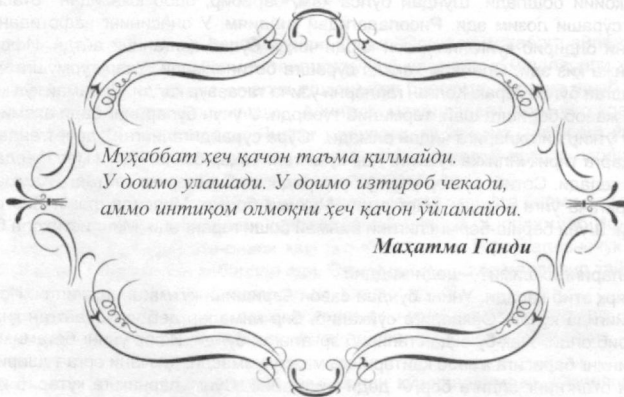 Муҳаббат ҳеч қачон таъма қилмайди.
У доимо улашади. У доимо изтироб чекади,
аммо интиқом олмоқни ҳеч қачон ўйламайди.
Маҳатма Ганди